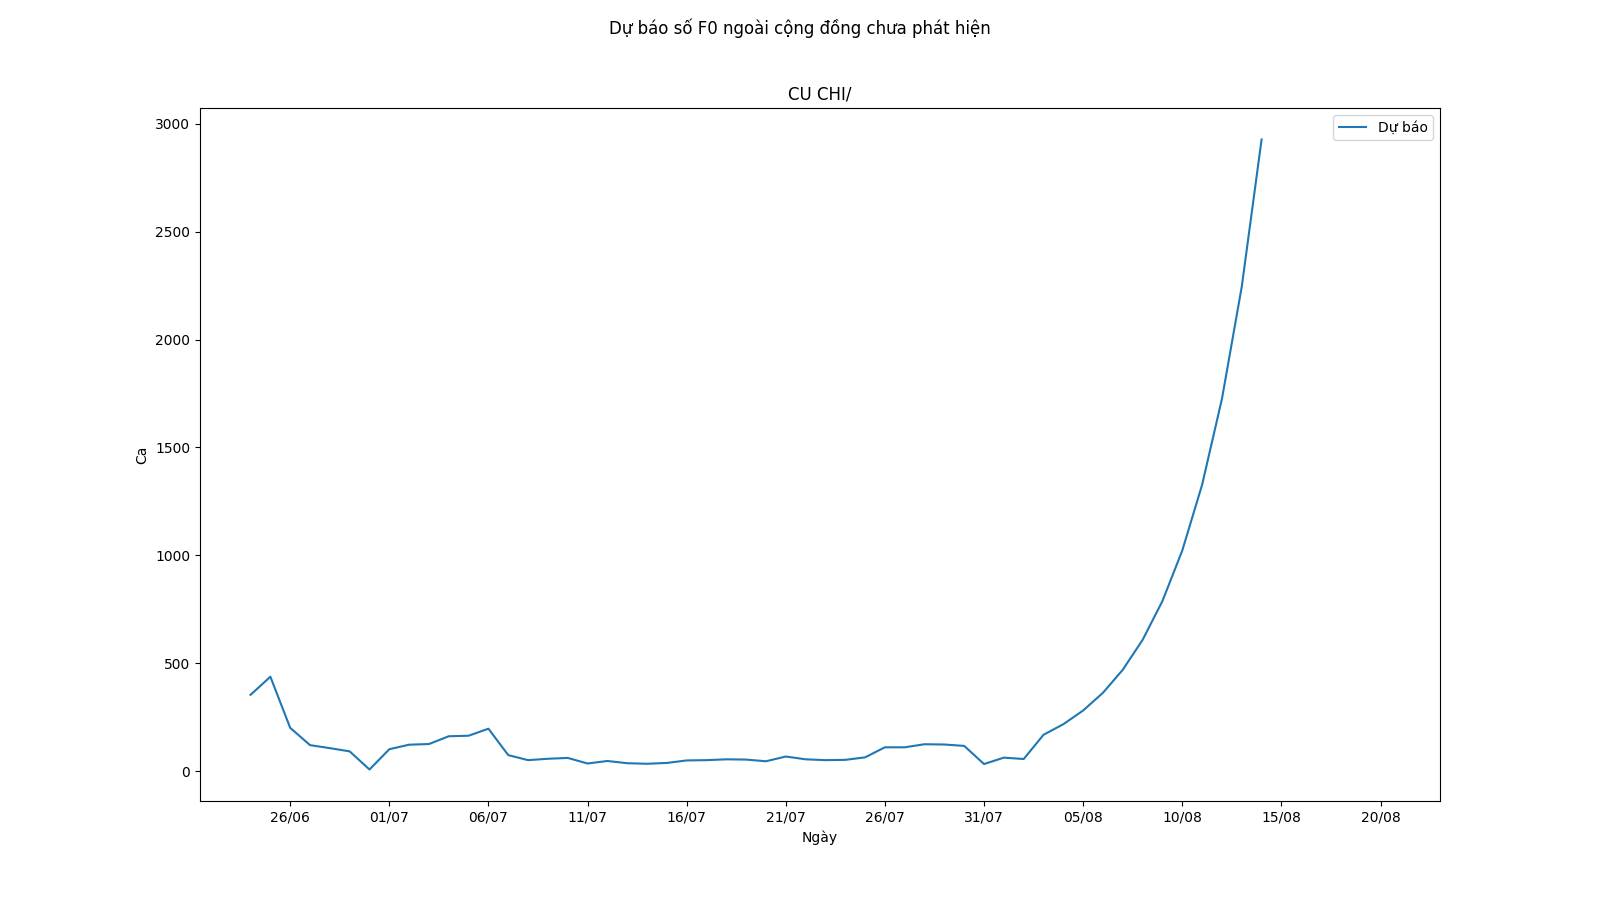 Dự báo số F0 ngoài cộng đồng chưa phát hiện
CU CHI/
Dự báo
3000
2500
2000
1500
1000
500
0
Ca
26/06 01/07 06/07 11/07 16/07 21/07 26/07 31/07 05/08 10/08 15/08 20/08
Ngày